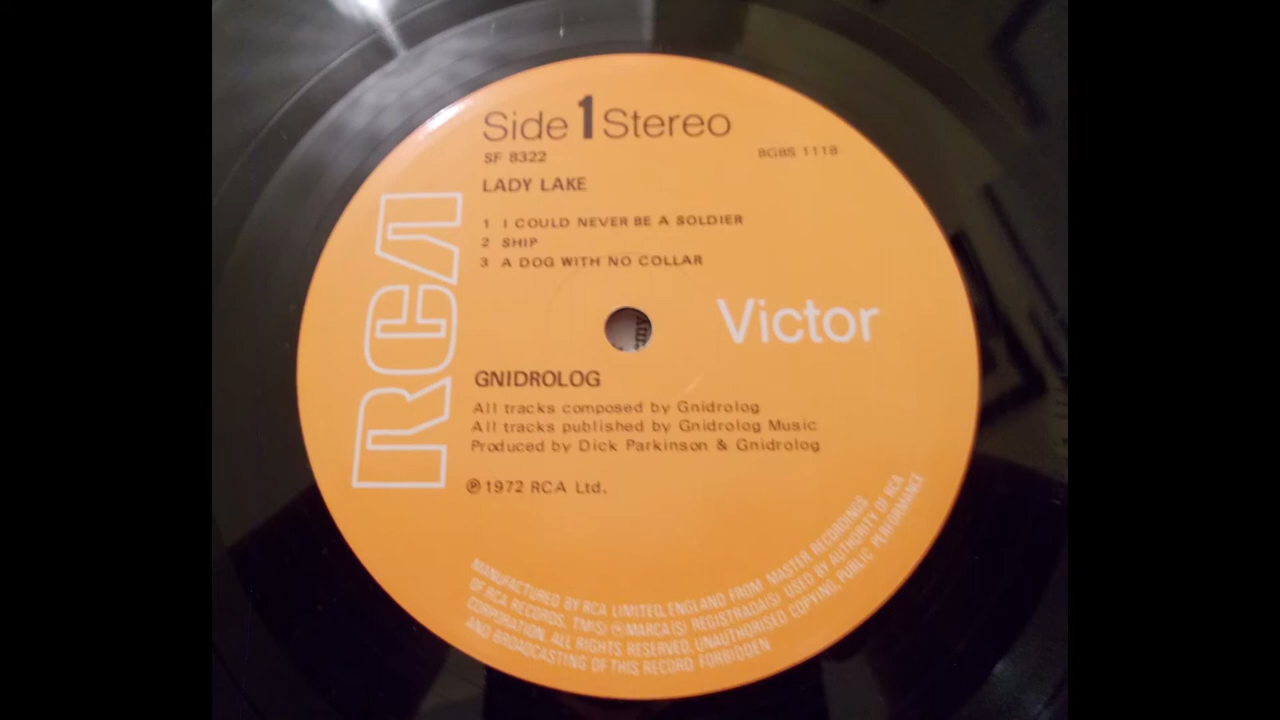 Side 1 Stereo
SF 8322
BGBS 1118
LADY LAKE
1 I COULD NEVER BE A SOLDIER
2 SHIP
3 A DOG WITH NO COLLAR
RCA
Victor
GNIDROLOG
All tracks composed by Gnidrolog
All tracks published by Gnidrolog Music
Produced by Dick Parkinson & Gnidrolog
℗ 1972 RCA Ltd.
MANUFACTURED BY RCA LIMITED, ENGLAND FROM MASTER RECORDINGS
OF RCA RECORDS. TM(S) ® MARCA(S) REGISTRADA(S) USED BY AUTHORITY OF RCA
CORPORATION. ALL RIGHTS RESERVED. UNAUTHORISED COPYING, PUBLIC PERFORMANCE
AND BROADCASTING OF THIS RECORD FORBIDDEN